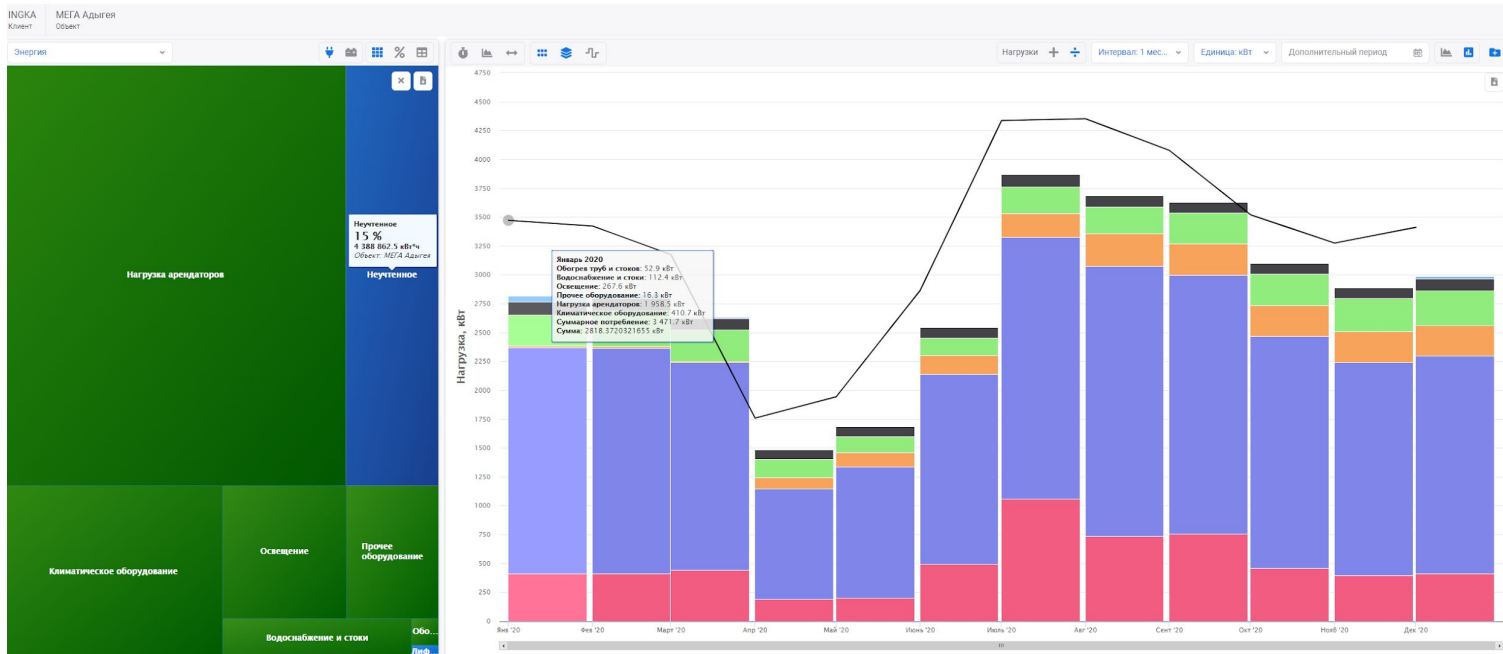 INGKA МЕГА Адыгея
Клиент Объект
Энергия
Нагрузки
Интервал: 1 мес...
Единица: кВт
Дополнительный период
Неучтенное
15 %
4 388 862.5 кВт*ч
Объект: МЕГА Адыгея
Нагрузка арендаторов
Неучтенное
Климатическое оборудование
Освещение
Прочее
оборудование
Водоснабжение и стоки
Обо...
Лиф
Нагрузка, кВт
4750
4500
4250
4000
3750
3500
3250
3000
2750
2500
2250
2000
1750
1500
1250
1000
750
500
250
0
Январь 2020
Обогрев труб и стоков: 52.9 кВт
Водоснабжение и стоки: 112.4 кВт
Освещение: 267.6 кВт
Прочее оборудование: 16.3 кВт
Нагрузка арендаторов: 1 958.5 кВт
Климатическое оборудование: 410.7 кВт
Суммарное потребление: 3 471.7 кВт
Сумма: 2818.3720321655 кВт
Янв '20
Фев '20
Март '20
Апр '20
Май '20
Июнь '20
Июль '20
Авг '20
Сент '20
Окт '20
Нояб '20
Дек '20